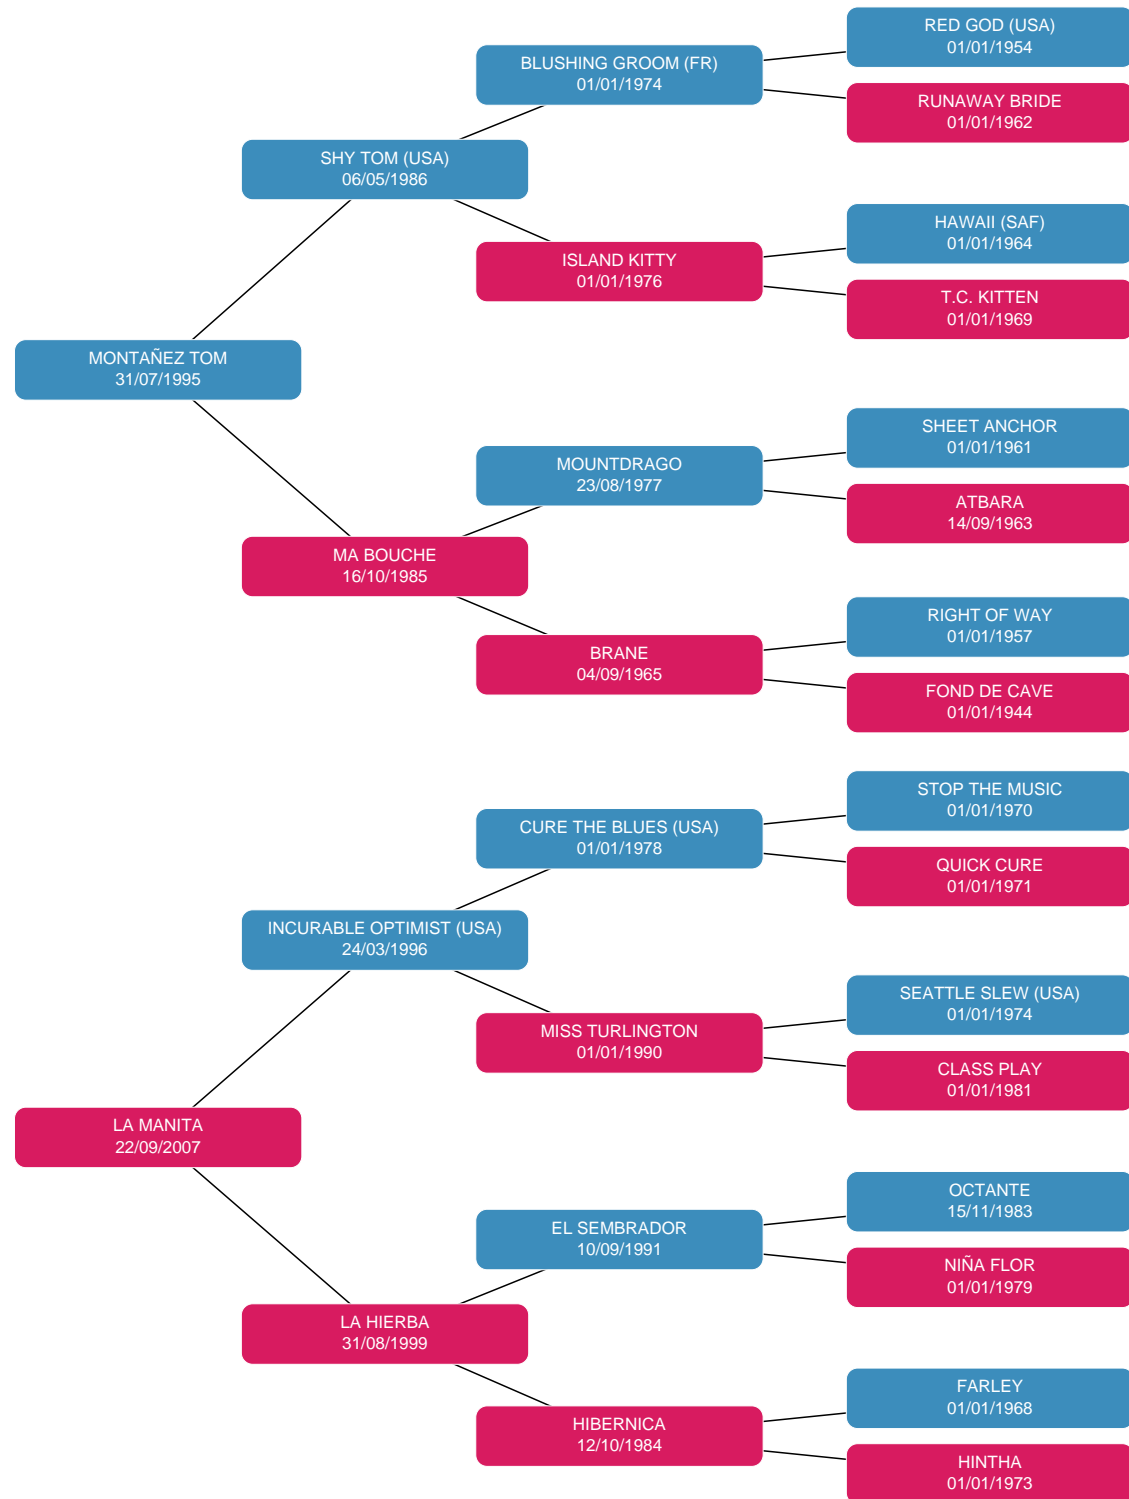 RED GOD (USA)
01/01/1954
BLUSHING GROOM (FR)
01/01/1974
RUNAWAY BRIDE
01/01/1962
SHY TOM (USA)
06/05/1986
HAWAII (SAF)
01/01/1964
ISLAND KITTY
01/01/1976
T.C. KITTEN
01/01/1969
MONTAÑEZ TOM
31/07/1995
SHEET ANCHOR
01/01/1961
MOUNTDRAGO
23/08/1977
ATBARA
14/09/1963
MA BOUCHE
16/10/1985
RIGHT OF WAY
01/01/1957
BRANE
04/09/1965
FOND DE CAVE
01/01/1944
STOP THE MUSIC
01/01/1970
CURE THE BLUES (USA)
01/01/1978
QUICK CURE
01/01/1971
INCURABLE OPTIMIST (USA)
24/03/1996
SEATTLE SLEW (USA)
01/01/1974
MISS TURLINGTON
01/01/1990
CLASS PLAY
01/01/1981
LA MANITA
22/09/2007
OCTANTE
15/11/1983
EL SEMBRADOR
10/09/1991
NIÑA FLOR
01/01/1979
LA HIERBA
31/08/1999
FARLEY
01/01/1968
HIBERNICA
12/10/1984
HINTHA
01/01/1973